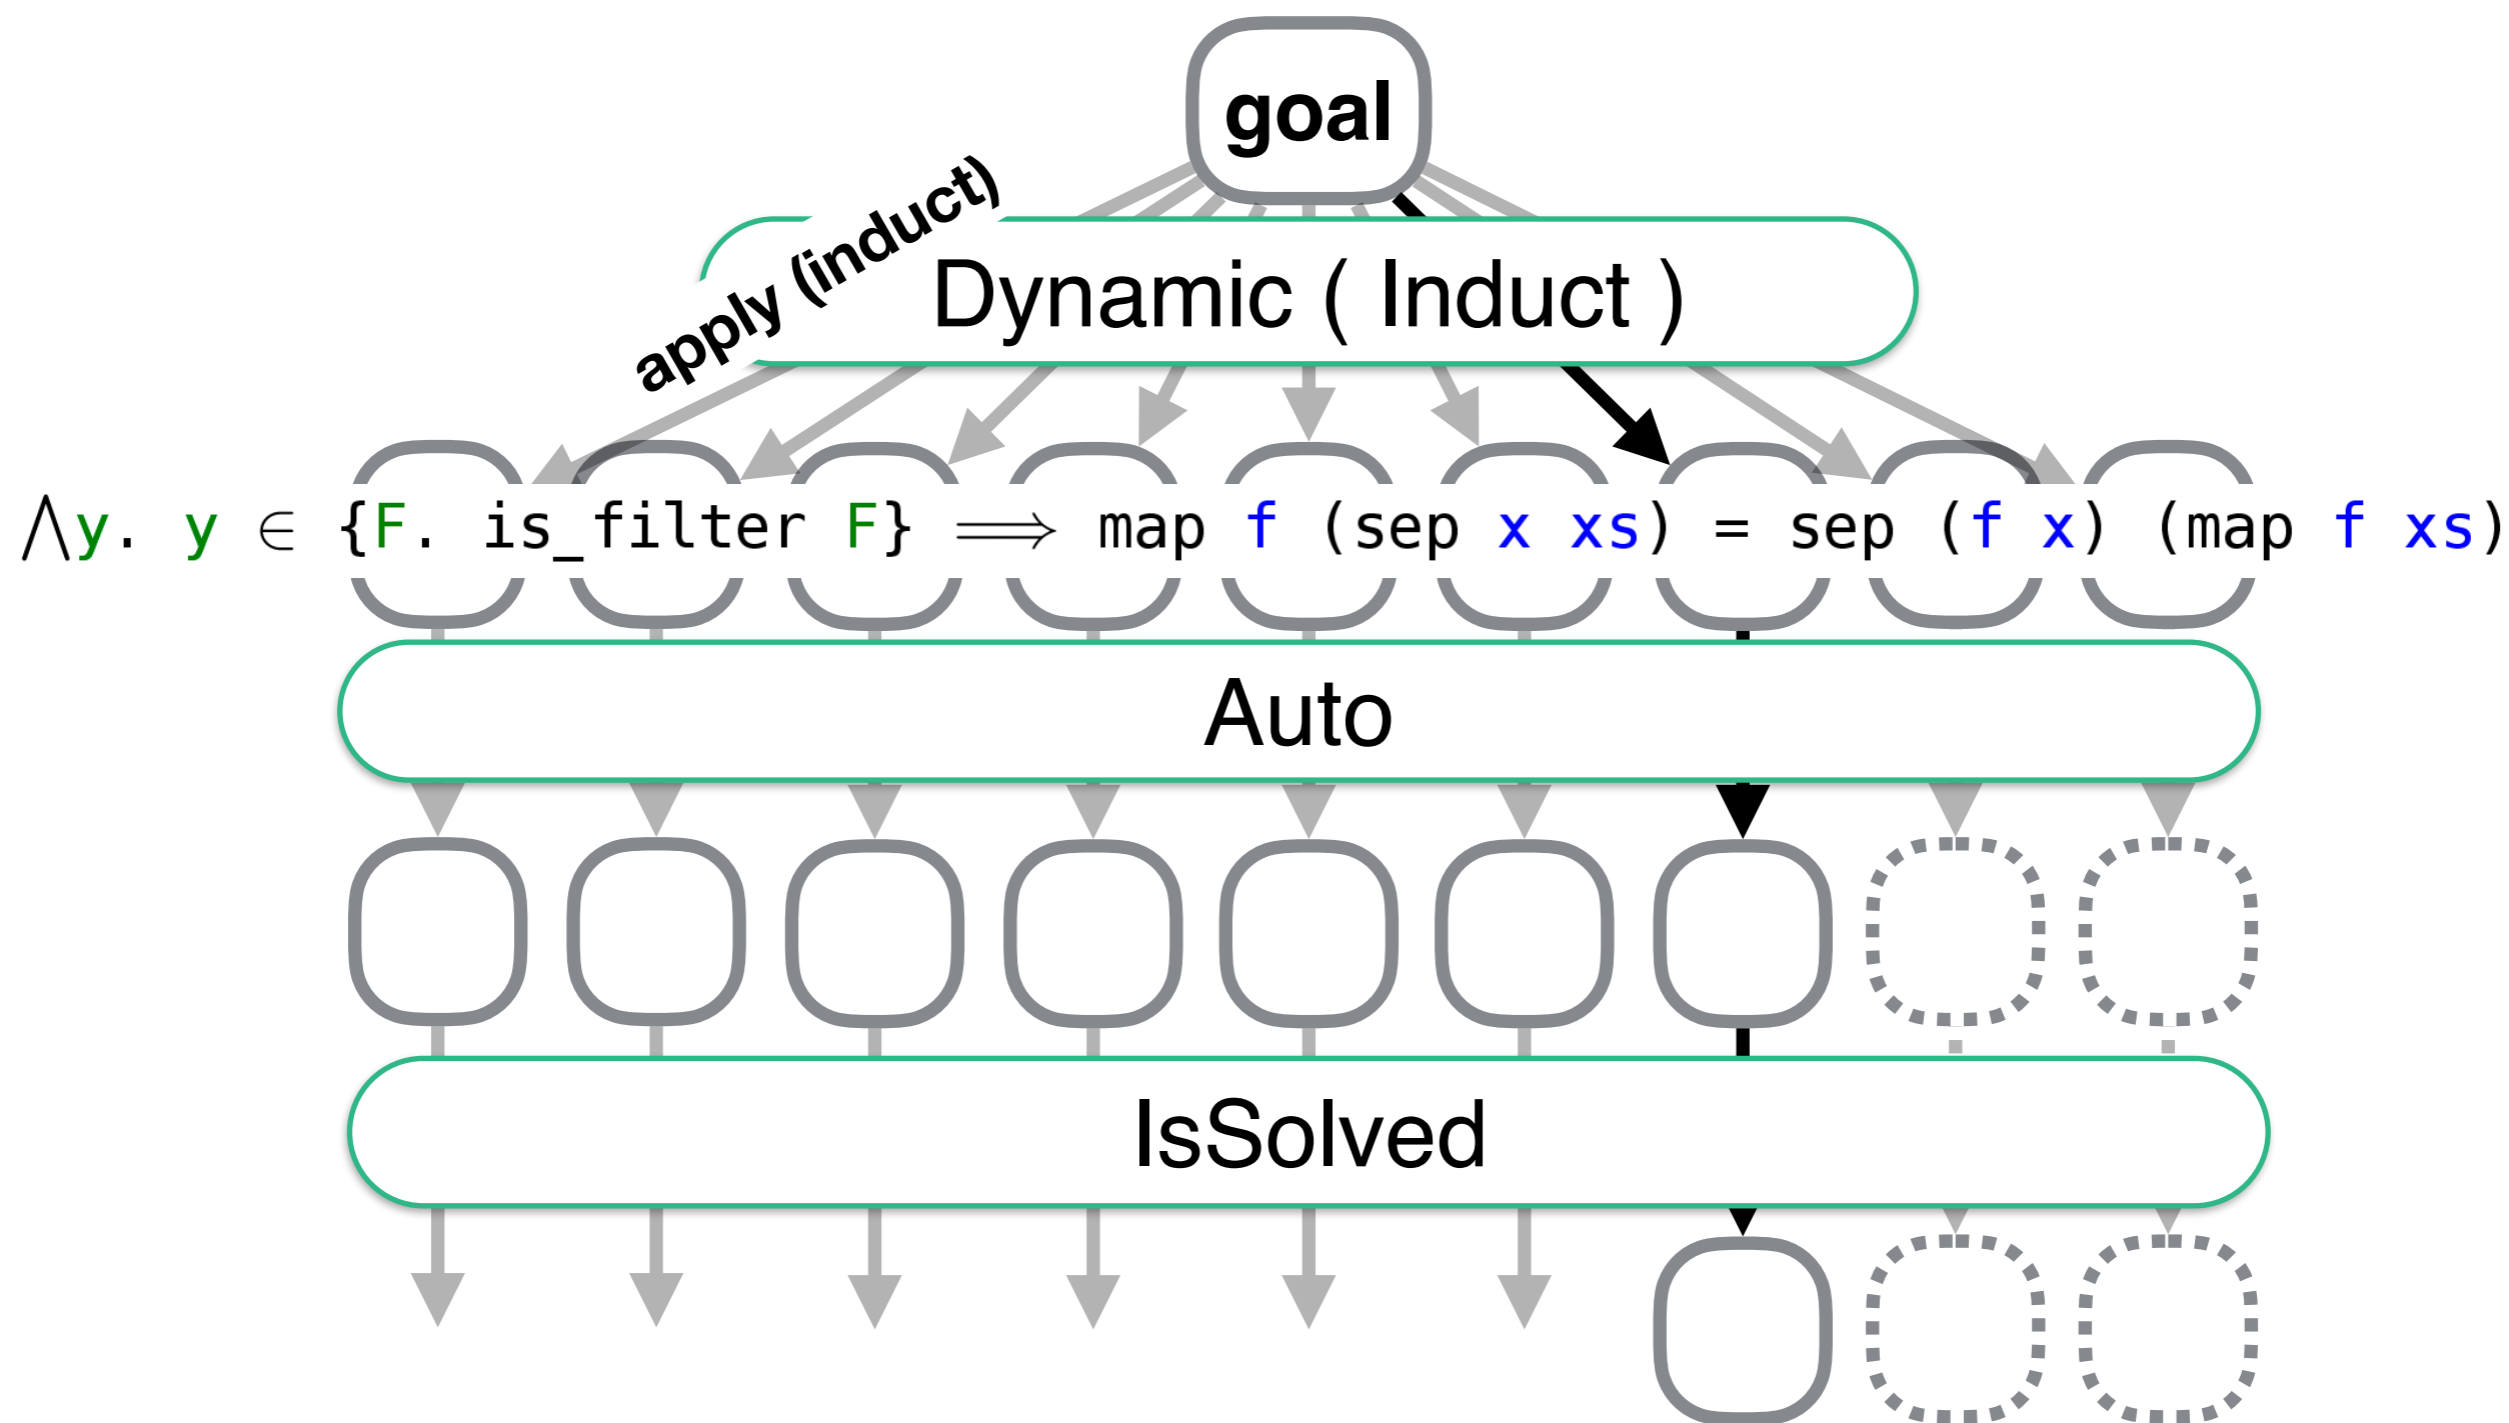 goal
apply (induct)
Dynamic ( Induct )
⋀y. y ∈ {F. is_filter F} ⟹ map f (sep x xs) = sep (f x) (map f xs)
Auto
IsSolved